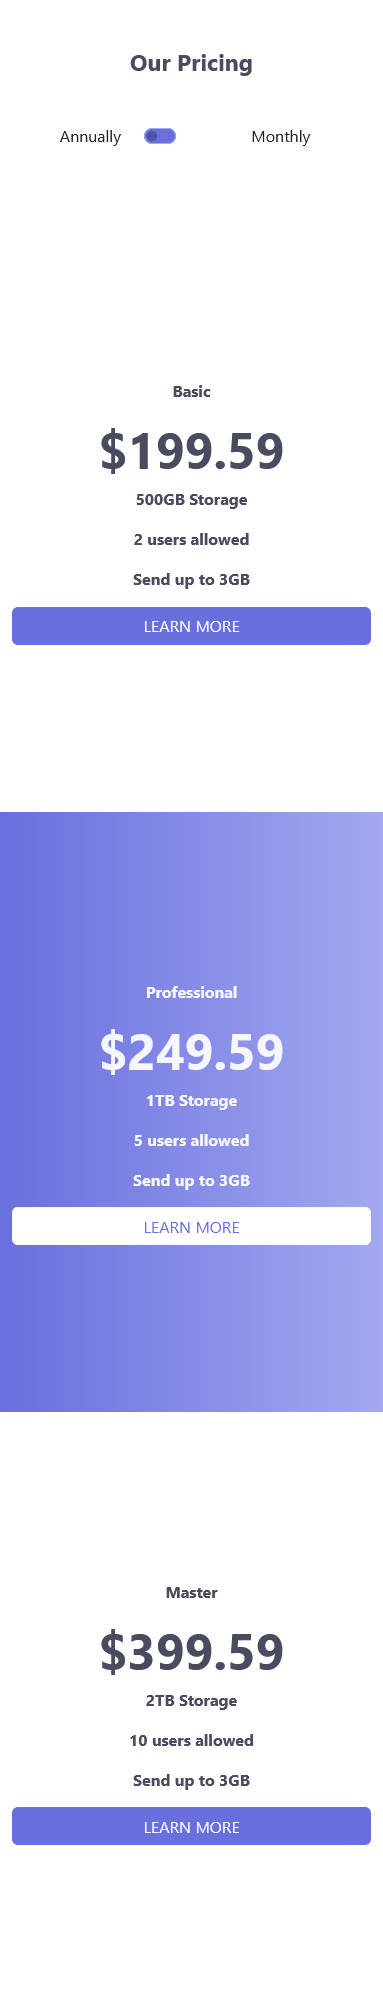 Our Pricing
Annually Monthly
Basic
$199.59
500GB Storage
2 users allowed
Send up to 3GB
LEARN MORE
Professional
$249.59
1TB Storage
5 users allowed
Send up to 3GB
LEARN MORE
Master
$399.59
2TB Storage
10 users allowed
Send up to 3GB
LEARN MORE